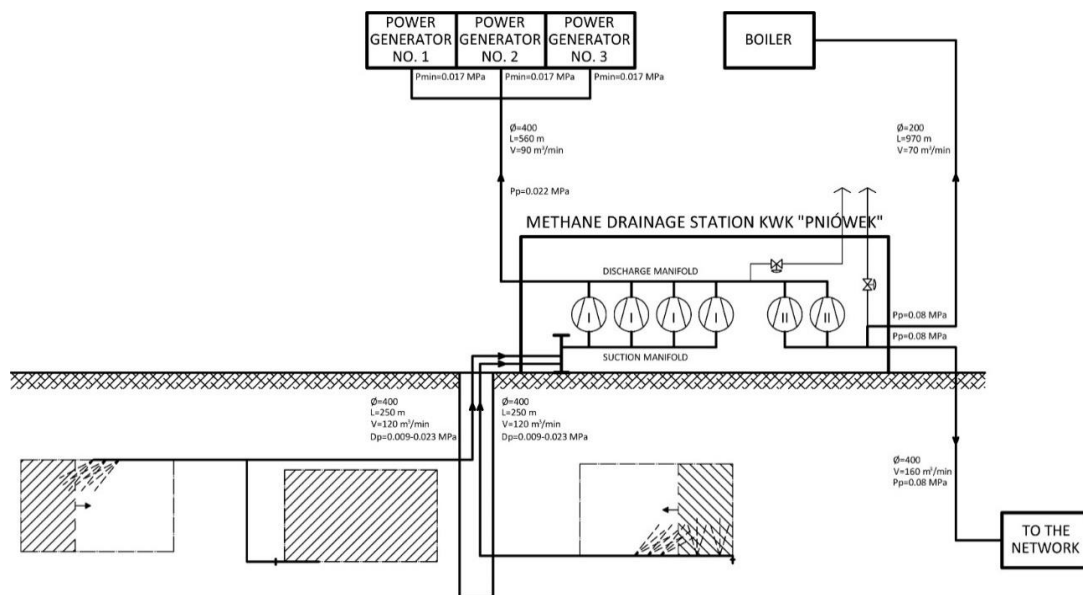 POWER
GENERATOR
NO. 1
POWER
GENERATOR
NO. 2
POWER
GENERATOR
NO. 3
BOILER
Pmin=0.017 MPa
Pmin=0.017 MPa
Pmin=0.017 MPa
Ø=400
L=560 m
V=90 m³/min
Ø=200
L=970 m
V=70 m³/min
Pp=0.022 MPa
METHANE DRAINAGE STATION KWK "PNIÓWEK"
DISCHARGE MANIFOLD
I
I
I
I
II
II
Pp=0.08 MPa
Pp=0.08 MPa
SUCTION MANIFOLD
Ø=400
L=250 m
V=120 m³/min
Dp=0.009-0.023 MPa
Ø=400
L=250 m
V=120 m³/min
Dp=0.009-0.023 MPa
Ø=400
V=160 m³/min
Pp=0.08 MPa
TO THE
NETWORK